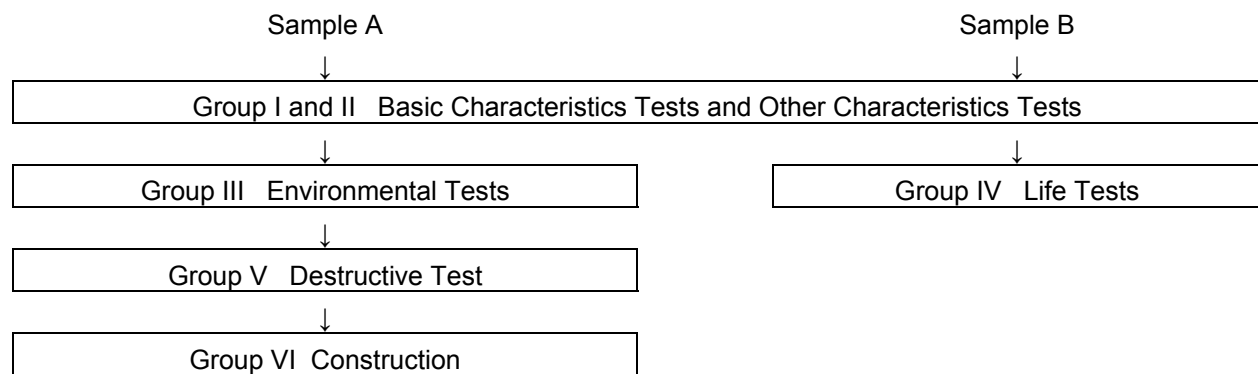 Sample A Sample B
↓ ↓
Group I and II Basic Characteristics Tests and Other Characteristics Tests
↓ ↓
Group III Environmental Tests Group IV Life Tests
↓
Group V Destructive Test
↓
Group VI Construction